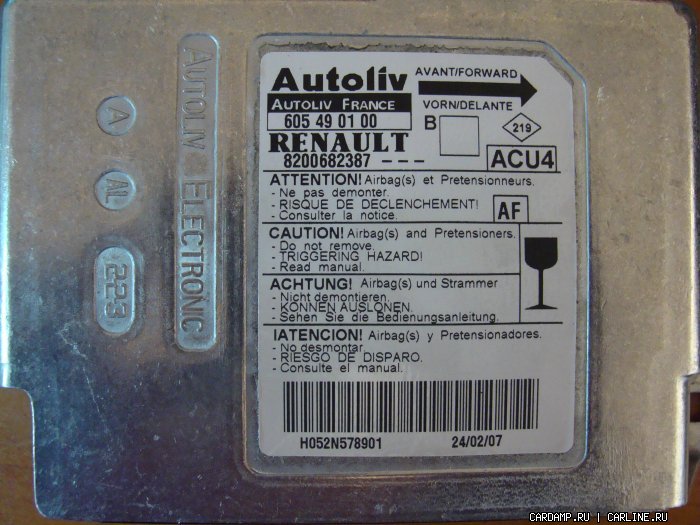 A
AL
223
AUTOLIV ELECTRONIC
Autoliv
AUTOLIV FRANCE
605 49 01 00
RENAULT
8200682387 ---
AVANT/FORWARD
VORN/DELANTE
B
219
ACU4
ATTENTION! Airbag(s) et Pretensionneurs.
- Ne pas demonter.
- RISQUE DE DECLENCHEMENT!
- Consulter la notice.
AF
CAUTION! Airbag(s) and Pretensioners.
- Do not remove.
- TRIGGERING HAZARD!
- Read manual.
ACHTUNG! Airbag(s) und Strammer
- Nicht demontieren.
- KONNEN AUSLONEN.
- Sehen Sie die Bedienungsanleitung.
IATENCION! Airbag(s) y Pretensionadores.
- No desmontar
- RIESGO DE DISPARO.
- Consulte el manual.
H052N578901
24/02/07
CARDAMP.RU | CARLINE.RU